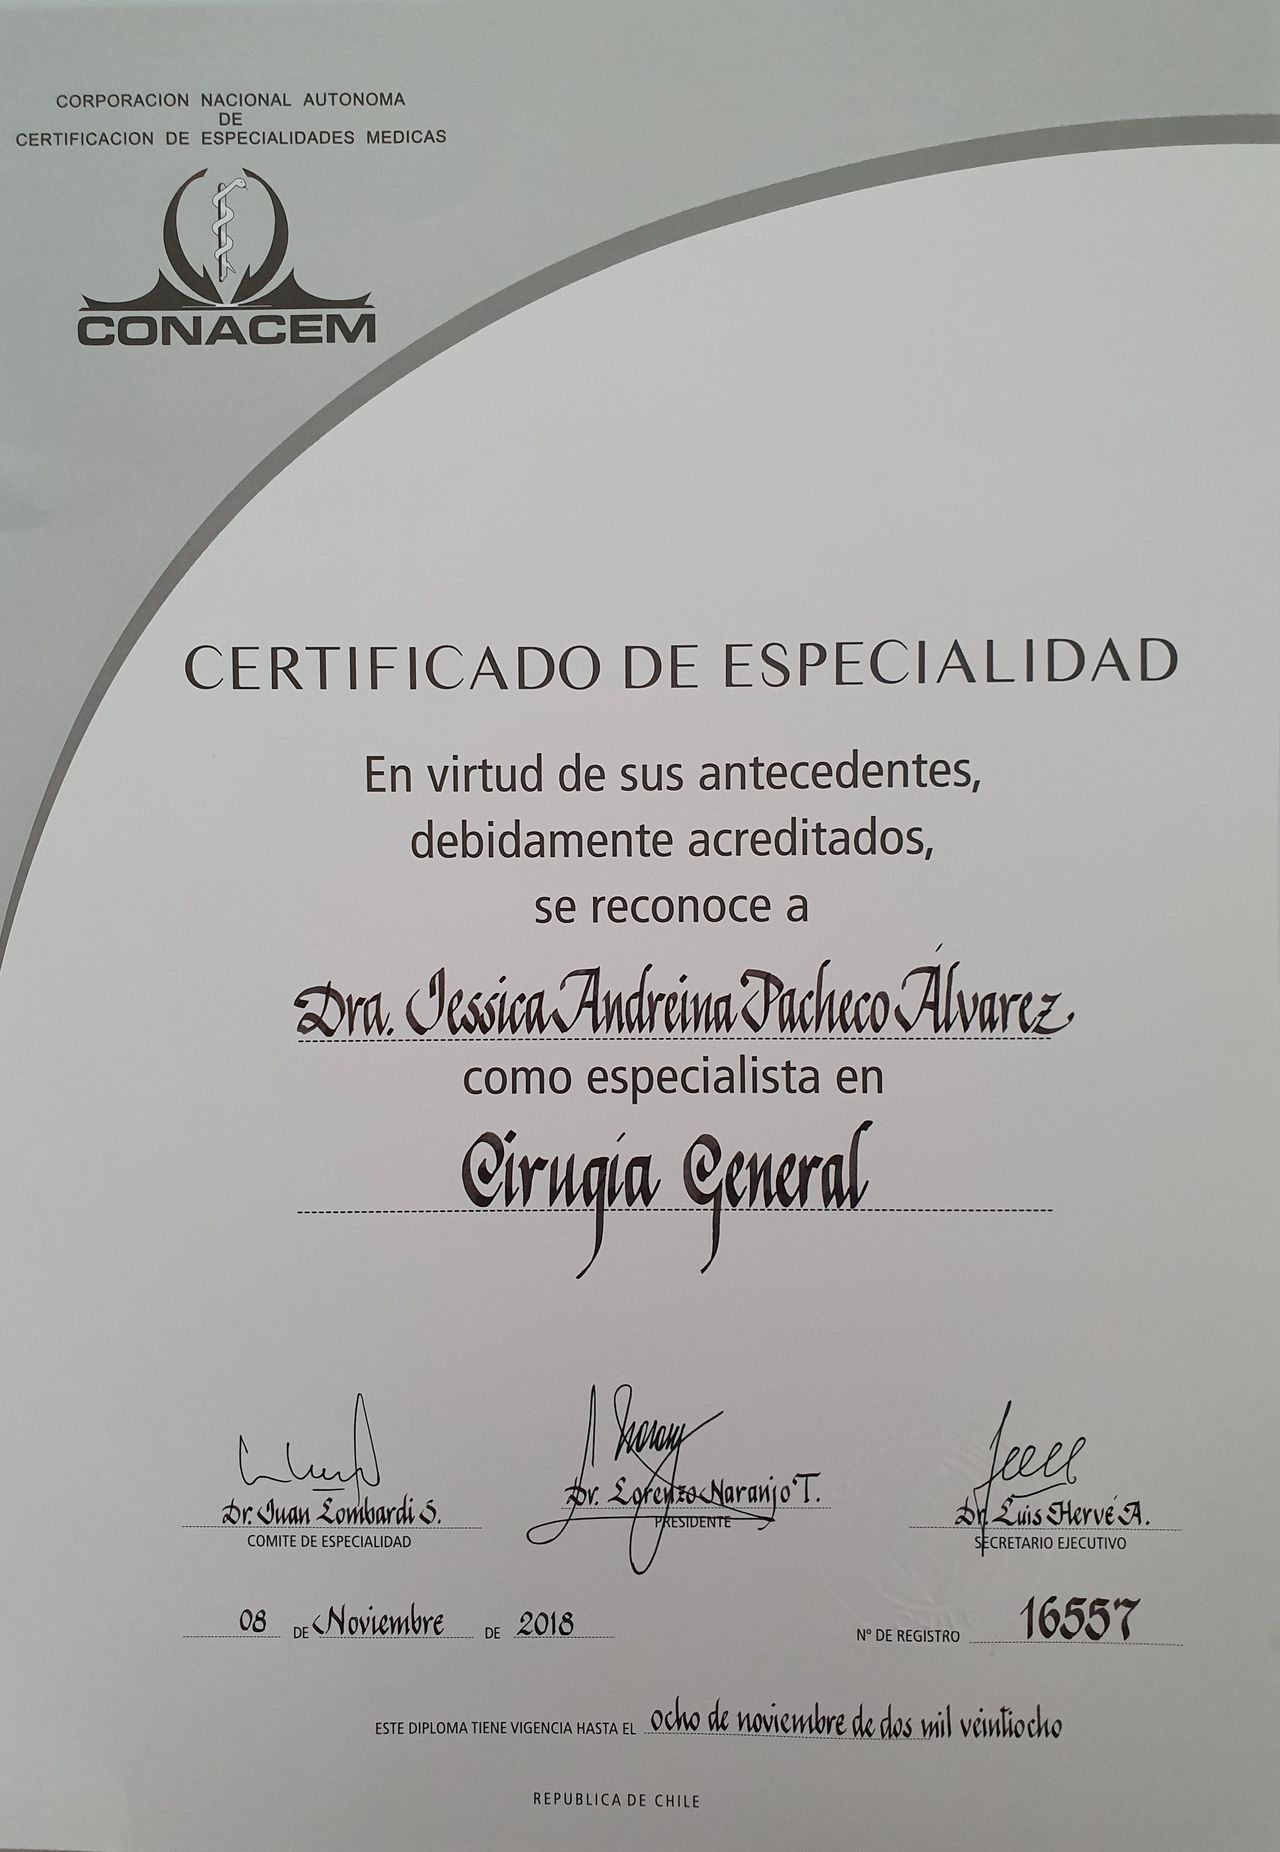 CORPORACION NACIONAL AUTONOMA
DE
CERTIFICACION DE ESPECIALIDADES MEDICAS
CONACEM
CERTIFICADO DE ESPECIALIDAD
En virtud de sus antecedentes,
debidamente acreditados,
se reconoce a
Dra. Jessica Andreina Pacheco Álvarez
como especialista en
Cirugía General
Dr. Juan Lombardi S.
COMITE DE ESPECIALIDAD
Dr. Lorenzo Naranjo T.
PRESIDENTE
Dr. Luis Hervé A.
SECRETARIO EJECUTIVO
08 DE Noviembre DE 2018
Nº DE REGISTRO 16557
ESTE DIPLOMA TIENE VIGENCIA HASTA EL ocho de noviembre de dos mil veintiocho
REPUBLICA DE CHILE